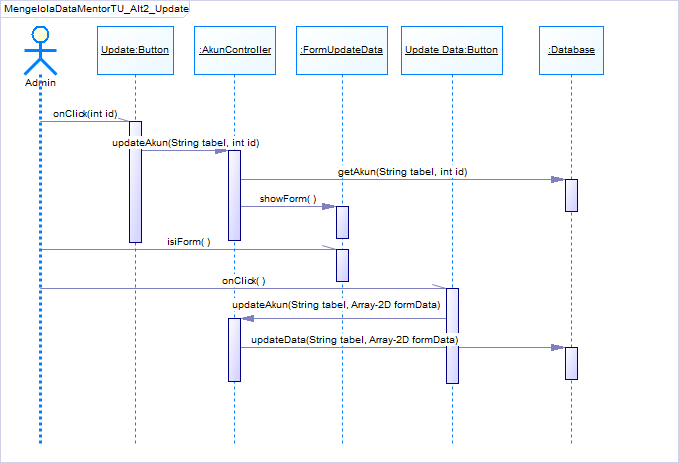 MengelolaDataMentorTU_Alt2_Update
Admin
Update:Button
:AkunController
:FormUpdateData
Update Data:Button
:Database
onClick(int id)
updateAkun(String tabel, int id)
getAkun(String tabel, int id)
showForm( )
isiForm( )
onClick( )
updateAkun(String tabel, Array-2D formData)
updateData(String tabel, Array-2D formData)